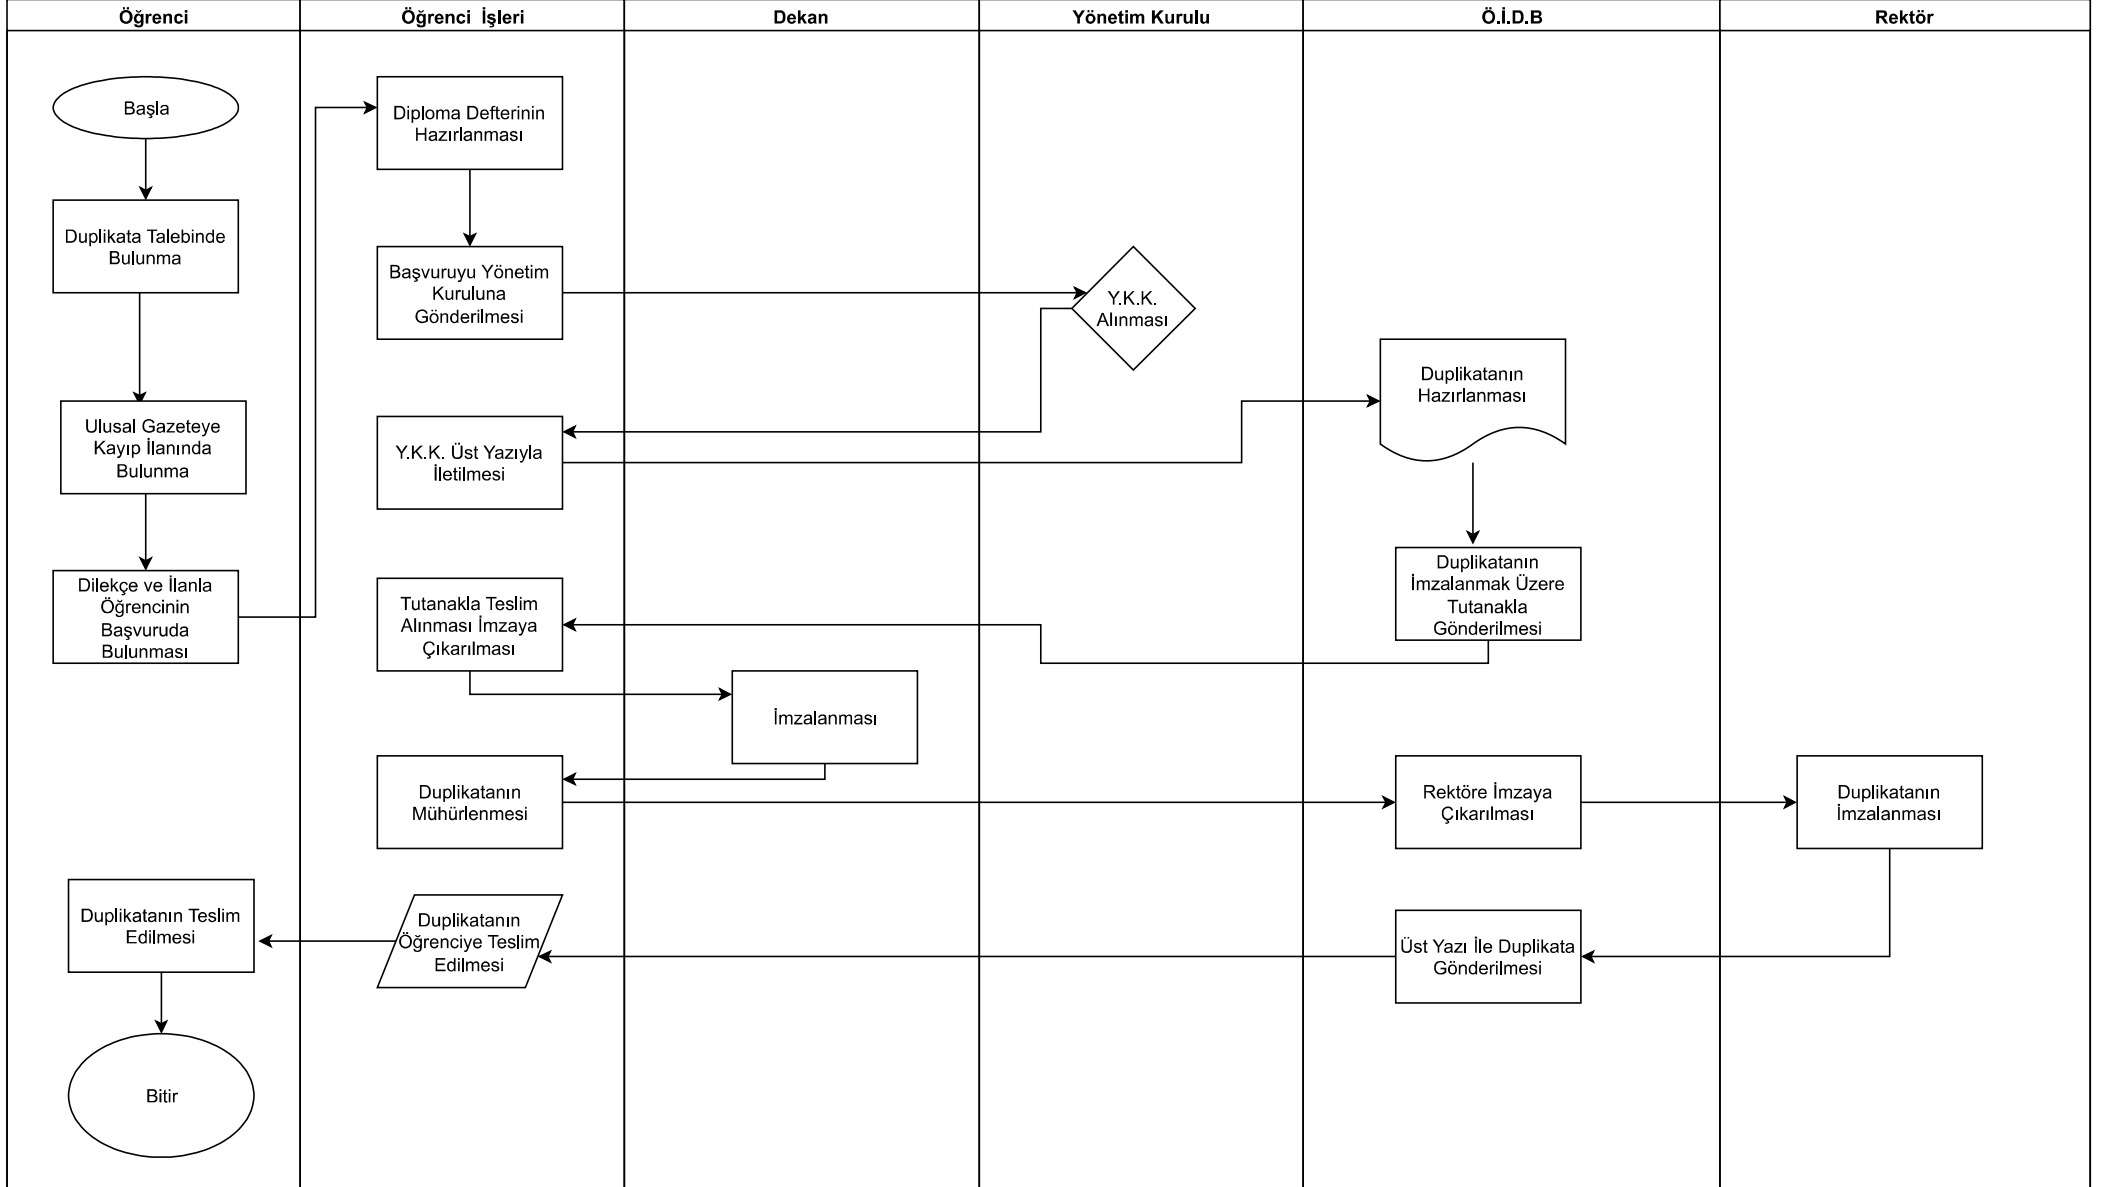 Öğrenci
Öğrenci İşleri
Dekan
Yönetim Kurulu
Ö.İ.D.B
Rektör
Başla
Duplikata Talebinde
Bulunma
Ulusal Gazeteye
Kayıp İlanında
Bulunma
Dilekçe ve İlanla
Öğrencinin
Başvuruda
Bulunması
Diploma Defterinin
Hazırlanması
Başvuruyu Yönetim
Kuruluna
Gönderilmesi
Y.K.K.
Alınması
Y.K.K. Üst Yazıyla
İletilmesi
Duplikatanın
Hazırlanması
Duplikatanın
İmzalanmak Üzere
Tutanakla
Gönderilmesi
Tutanakla Teslim
Alınması İmzaya
Çıkarılması
İmzalanması
Duplikatanın
Mühürlenmesi
Rektöre İmzaya
Çıkarılması
Duplikatanın
İmzalanması
Üst Yazı İle Duplikata
Gönderilmesi
Duplikatanın
Öğrenciye Teslim
Edilmesi
Duplikatanın Teslim
Edilmesi
Bitir